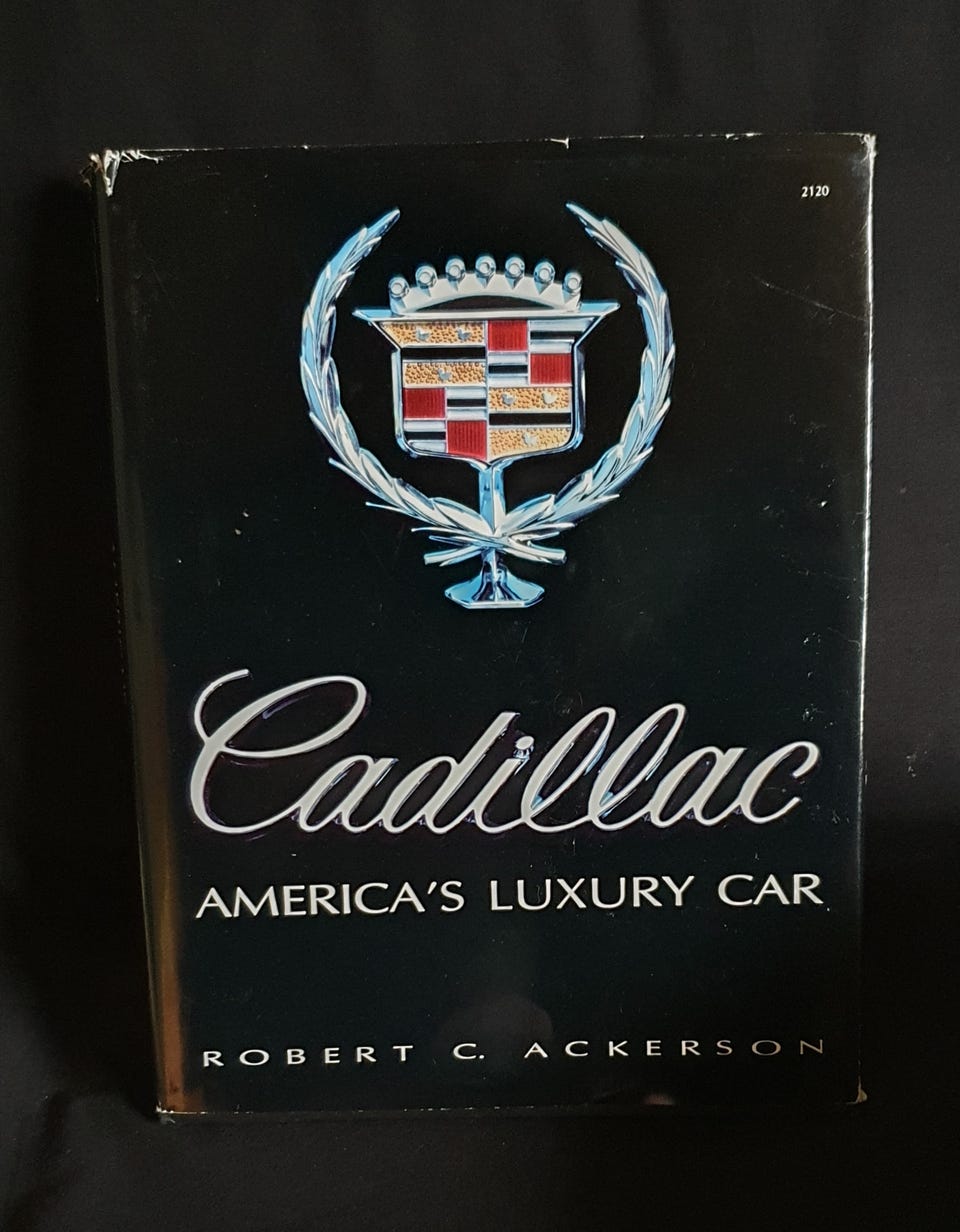 2120
Cadillac
AMERICA'S LUXURY CAR
ROBERT C. ACKERSON